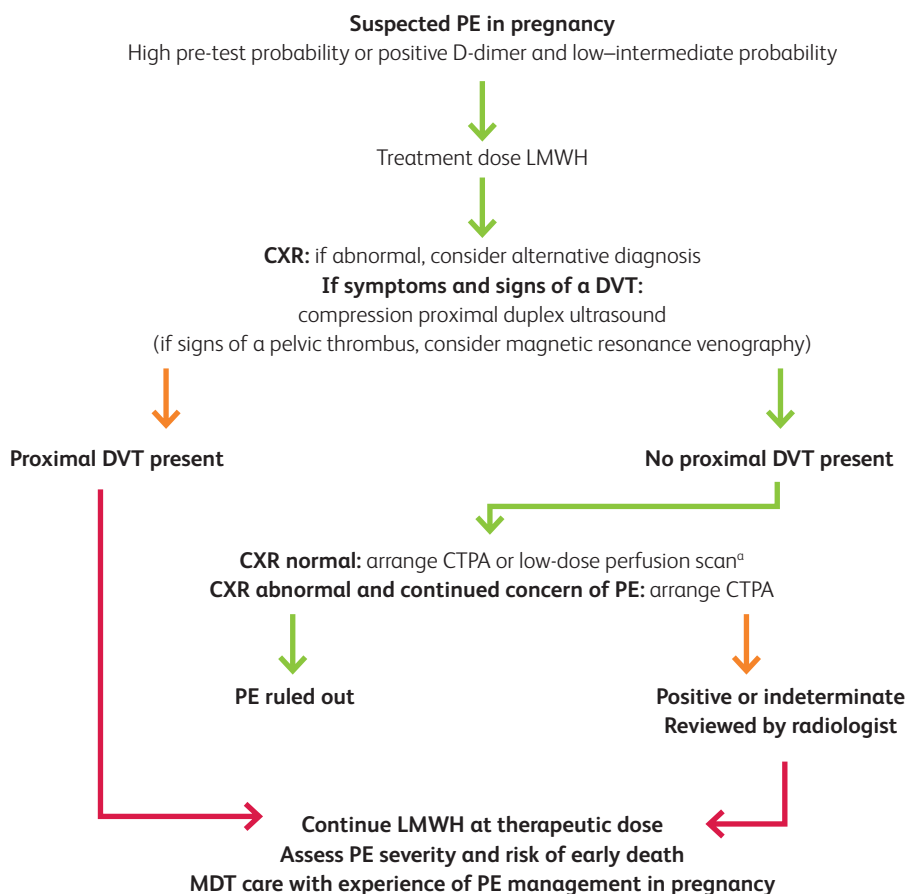 Suspected PE in pregnancy
High pre-test probability or positive D-dimer and low–intermediate probability
Treatment dose LMWH
CXR: if abnormal, consider alternative diagnosis
If symptoms and signs of a DVT:
compression proximal duplex ultrasound
(if signs of a pelvic thrombus, consider magnetic resonance venography)
Proximal DVT present
No proximal DVT present
CXR normal: arrange CTPA or low-dose perfusion scanᵃ
CXR abnormal and continued concern of PE: arrange CTPA
PE ruled out
Positive or indeterminate
Reviewed by radiologist
Continue LMWH at therapeutic dose
Assess PE severity and risk of early death
MDT care with experience of PE management in pregnancy